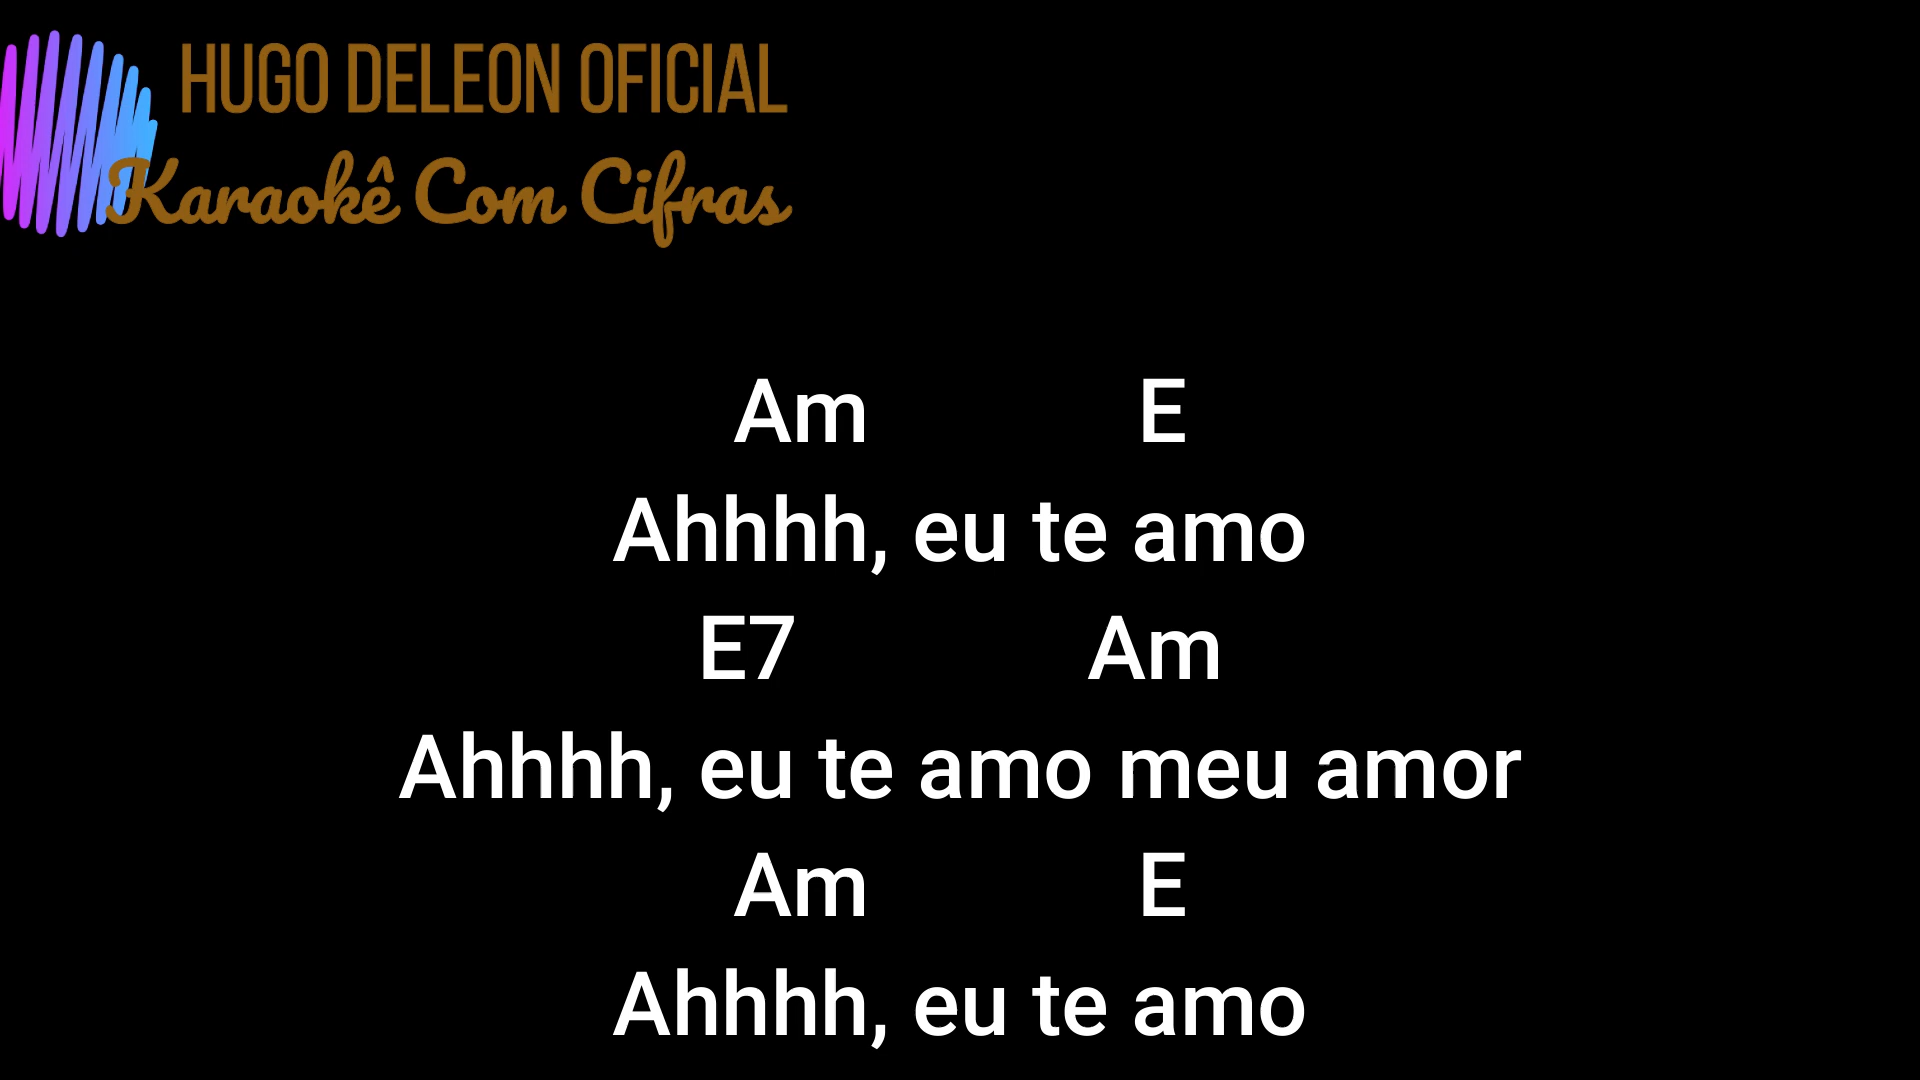 HUGO DELEON OFICIAL
Karaokê Com Cifras
Am E
Ahhhh, eu te amo
E7 Am
Ahhhh, eu te amo meu amor
Am E
Ahhhh, eu te amo